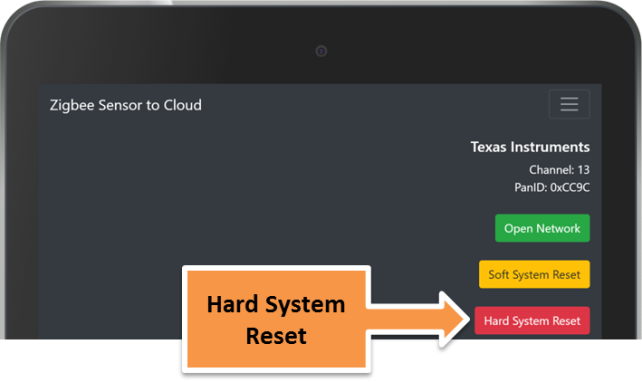 Zigbee Sensor to Cloud
Texas Instruments
Channel: 13
PanID: 0xCC9C
Open Network
Soft System Reset
Hard System
Reset
Hard System Reset